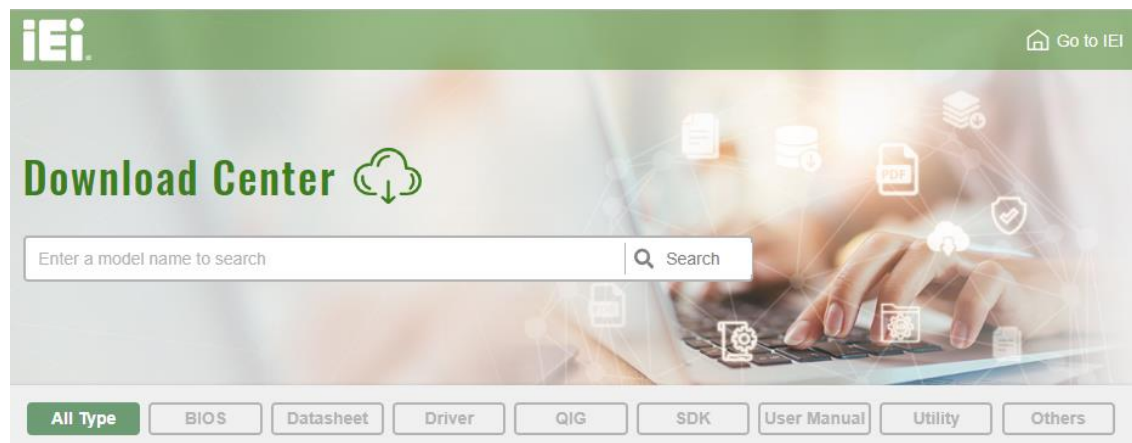 iEi.
Go to IEI
Download Center
Enter a model name to search
Search
PDF
PDF
All Type
BIOS
Datasheet
Driver
QIG
SDK
User Manual
Utility
Others